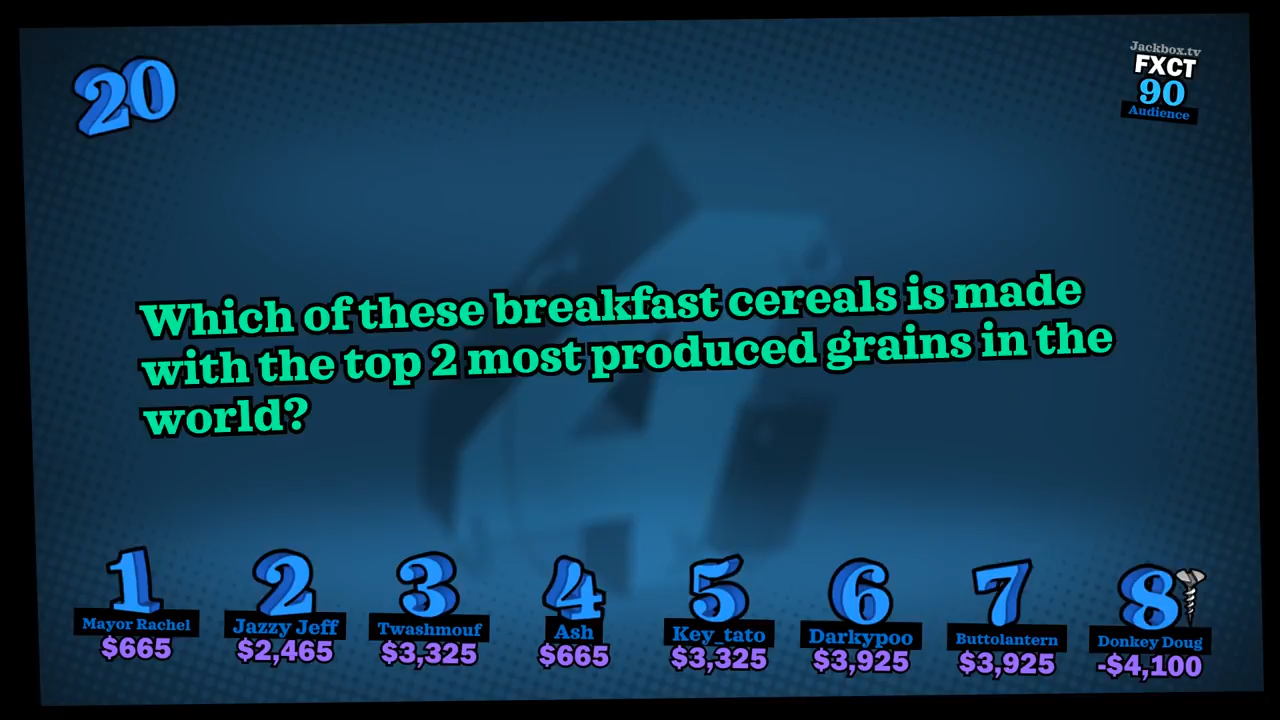 20
Jackbox.tv
FXCT
90
Audience
Which of these breakfast cereals is made
with the top 2 most produced grains in the
world?
1
Mayor Rachel
$665
2
Jazzy Jeff
$2,465
3
Twashmouf
$3,325
4
Ash
$665
5
Key_tato
$3,325
6
Darkypoo
$3,925
7
Buttolantern
$3,925
8
Donkey Doug
-$4,100